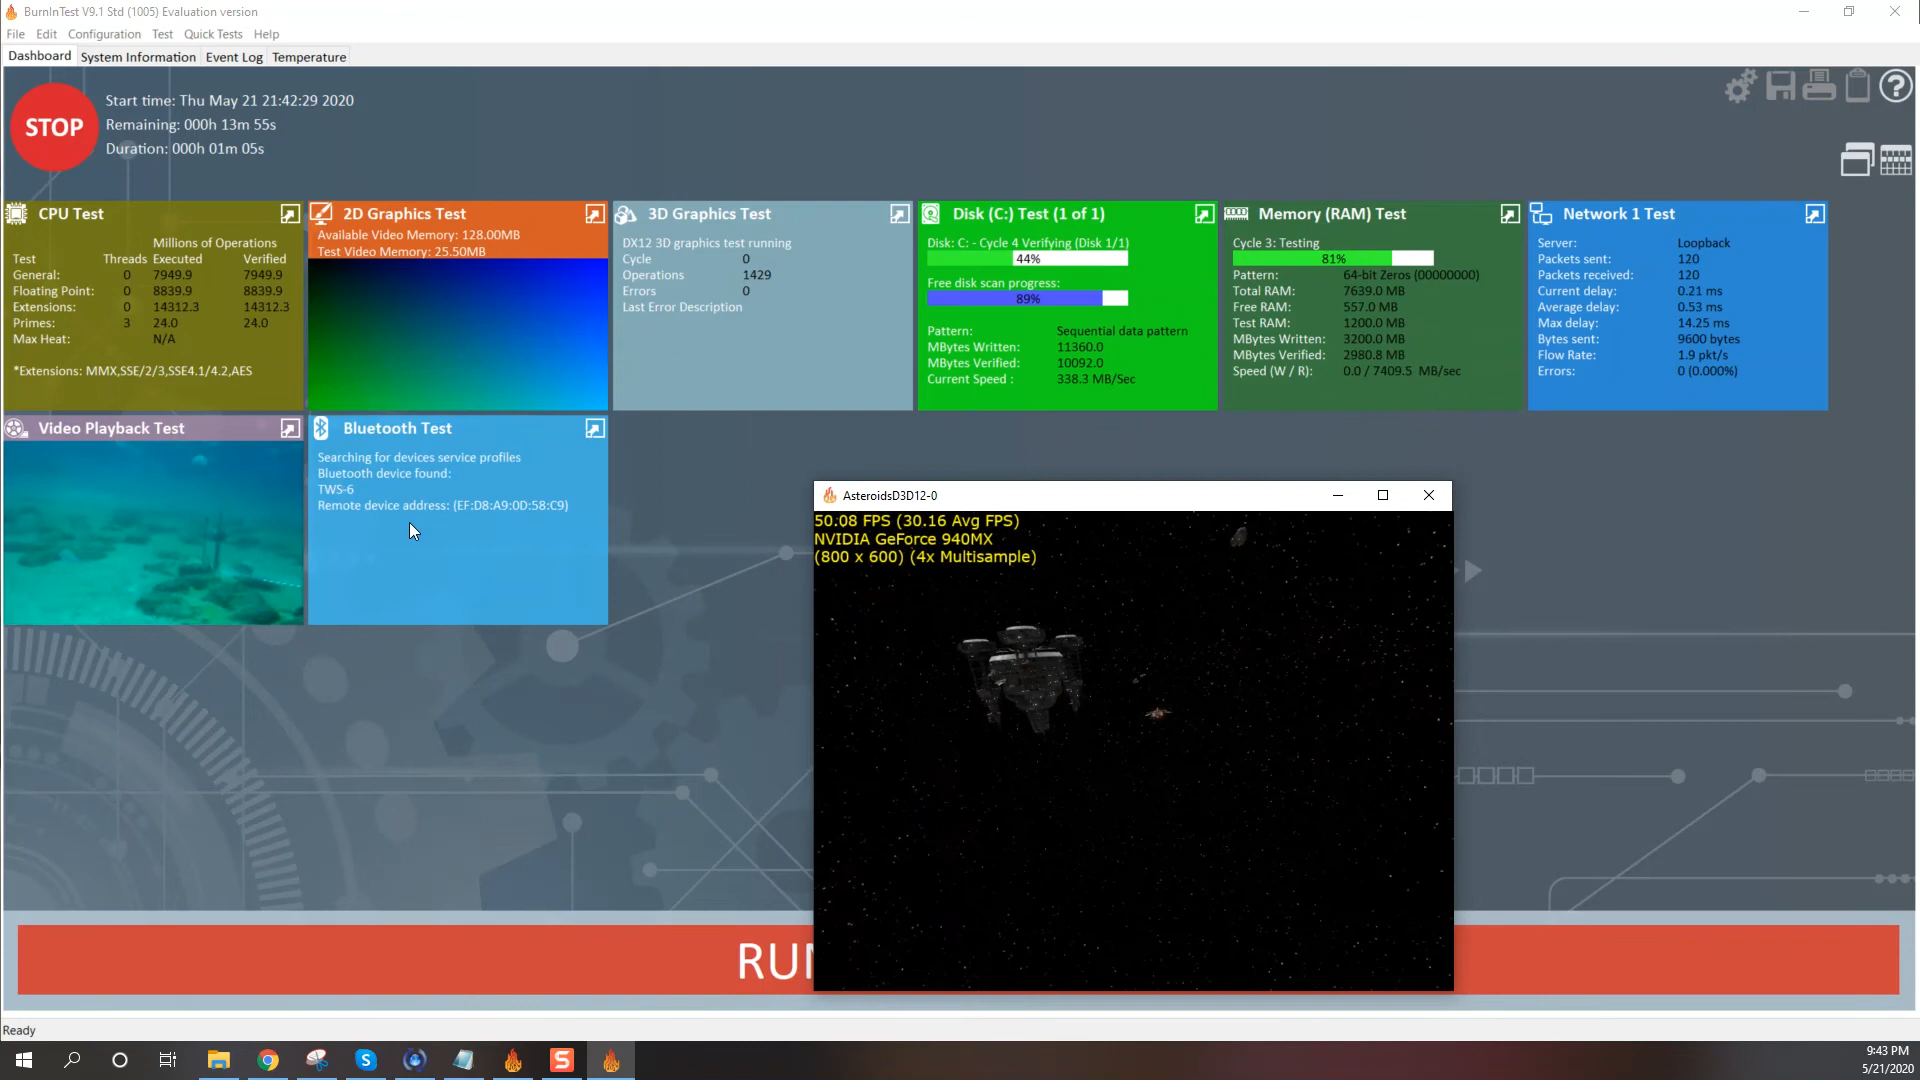 BurnInTest V9.1 Std (1005) Evaluation version
File Edit Configuration Test Quick Tests Help
Dashboard System Information Event Log Temperature
STOP
Start time: Thu May 21 21:42:29 2020
Remaining: 000h 13m 55s
Duration: 000h 01m 05s
CPU Test
Millions of Operations
Test Threads Executed Verified
General: 0 7949.9 7949.9
Floating Point: 0 8839.9 8839.9
Extensions: 0 14312.3 14312.3
Primes: 3 24.0 24.0
Max Heat: N/A
*Extensions: MMX,SSE/2/3,SSE4.1/4.2,AES
2D Graphics Test
Available Video Memory: 128.00MB
Test Video Memory: 25.50MB
3D Graphics Test
DX12 3D graphics test running
Cycle 0
Operations 1429
Errors 0
Last Error Description
Disk (C:) Test (1 of 1)
Disk: C: - Cycle 4 Verifying (Disk 1/1)
44%
Free disk scan progress:
89%
Pattern: Sequential data pattern
MBytes Written: 11360.0
MBytes Verified: 10092.0
Current Speed : 338.3 MB/Sec
Memory (RAM) Test
Cycle 3: Testing
81%
Pattern: 64-bit Zeros (00000000)
Total RAM: 7639.0 MB
Free RAM: 557.0 MB
Test RAM: 1200.0 MB
MBytes Written: 3200.0 MB
MBytes Verified: 2980.8 MB
Speed (W / R): 0.0 / 7409.5 MB/sec
Network 1 Test
Server: Loopback
Packets sent: 120
Packets received: 120
Current delay: 0.21 ms
Average delay: 0.53 ms
Max delay: 14.25 ms
Bytes sent: 9600 bytes
Flow Rate: 1.9 pkt/s
Errors: 0 (0.000%)
Video Playback Test
Bluetooth Test
Searching for devices service profiles
Bluetooth device found:
TWS-6
Remote device address: (EF:D8:A9:0D:58:C9)
AsteroidsD3D12-0
50.08 FPS (30.16 Avg FPS)
NVIDIA GeForce 940MX
(800 x 600) (4x Multisample)
RUN
Ready
S
S
9:43 PM
5/21/2020